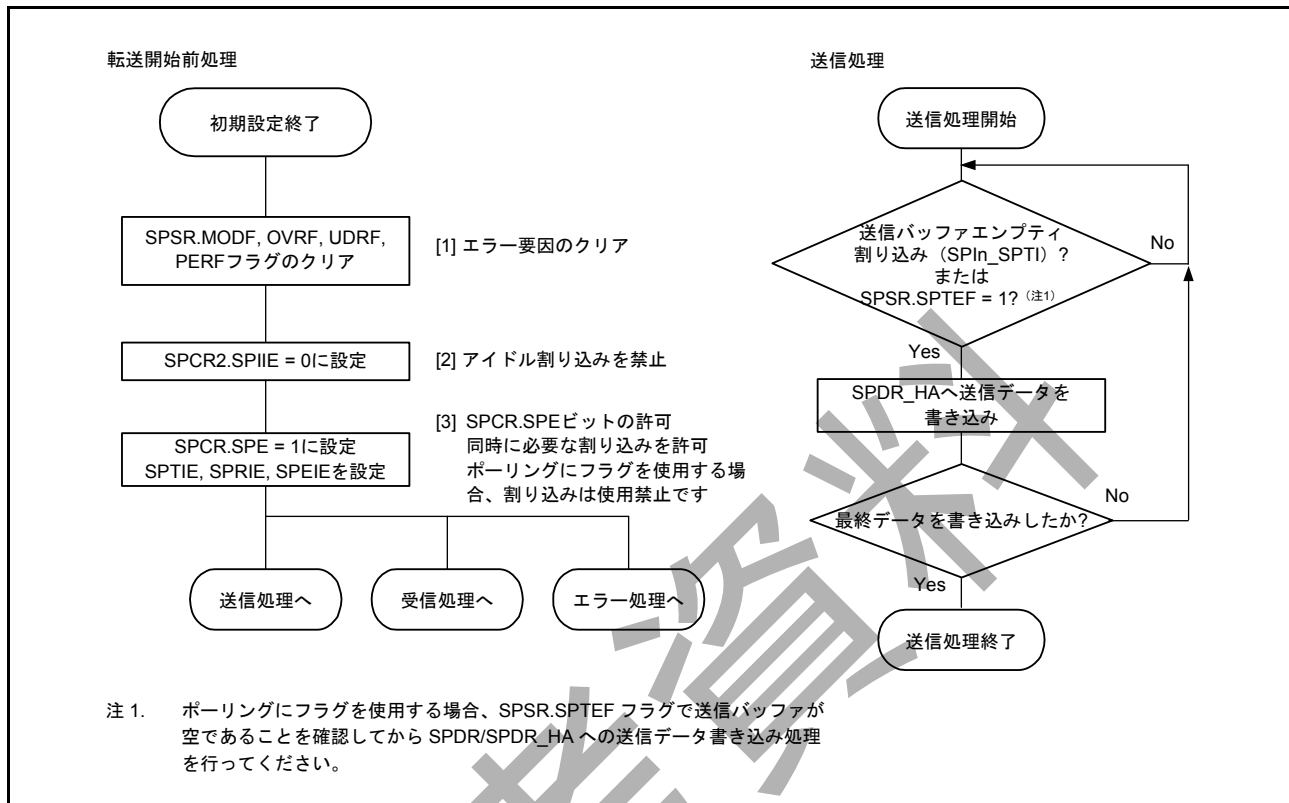 転送開始前処理
初期設定終了
SPSR.MODF, OVRF, UDRF,
PERFフラグのクリア
[1] エラー要因のクリア
SPCR2.SPIIE = 0に設定
[2] アイドル割り込みを禁止
SPCR.SPE = 1に設定
SPTIE, SPRIE, SPEIEを設定
[3] SPCR.SPEビットの許可
同時に必要な割り込みを許可
ポーリングにフラグを使用する場
合、割り込みは使用禁止です
送信処理へ
受信処理へ
エラー処理へ
送信処理
送信処理開始
送信バッファエンプティ
割り込み（SPIn_SPTI）?
または
SPSR.SPTEF = 1? （注1）
No
Yes
SPDR_HAへ送信データを
書き込み
最終データを書き込みしたか?
No
Yes
送信処理終了
注 1. ポーリングにフラグを使用する場合、SPSR.SPTEF フラグで送信バッファが
空であることを確認してから SPDR/SPDR_HA への送信データ書き込み処理
を行ってください。
考資料